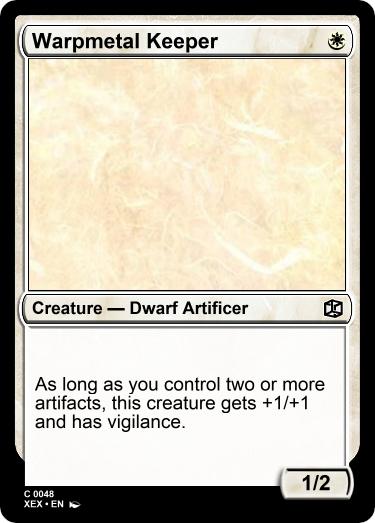 Warpmetal Keeper
Creature — Dwarf Artificer
As long as you control two or more
artifacts, this creature gets +1/+1
and has vigilance.
1/2
C 0048
XEX • EN